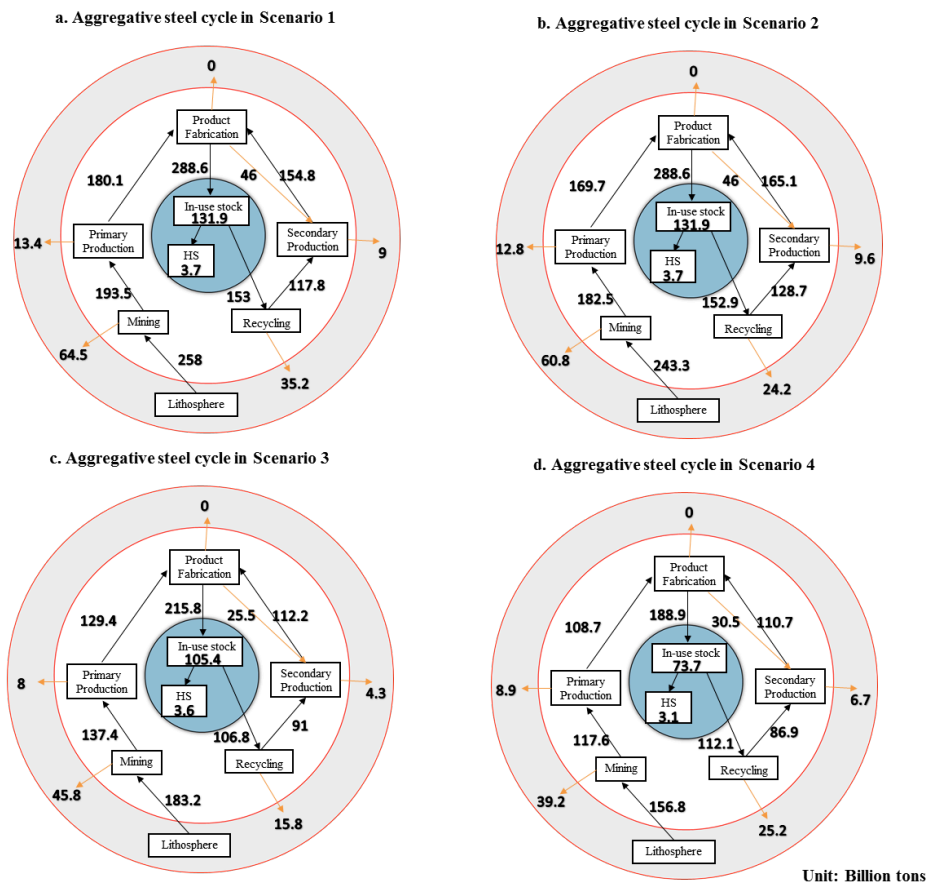 a. Aggregative steel cycle in Scenario 1
0
Product
Fabrication
180.1
288.6
46
154.8
In-use stock
131.9
Primary
Production
Secondary
Production
13.4
HS
3.7
9
193.5
153
117.8
Mining
Recycling
64.5
258
35.2
Lithosphere
b. Aggregative steel cycle in Scenario 2
0
Product
Fabrication
169.7
288.6
46
165.1
In-use stock
131.9
Primary
Production
Secondary
Production
12.8
HS
3.7
9.6
182.5
152.9
128.7
Mining
Recycling
60.8
243.3
24.2
Lithosphere
c. Aggregative steel cycle in Scenario 3
0
Product
Fabrication
129.4
215.8
25.5
112.2
In-use stock
105.4
Primary
Production
Secondary
Production
8
HS
3.6
4.3
137.4
106.8
91
Mining
Recycling
45.8
183.2
15.8
Lithosphere
d. Aggregative steel cycle in Scenario 4
0
Product
Fabrication
108.7
188.9
30.5
110.7
In-use stock
73.7
Primary
Production
Secondary
Production
8.9
HS
3.1
6.7
117.6
112.1
86.9
Mining
Recycling
39.2
156.8
25.2
Lithosphere
Unit: Billion tons